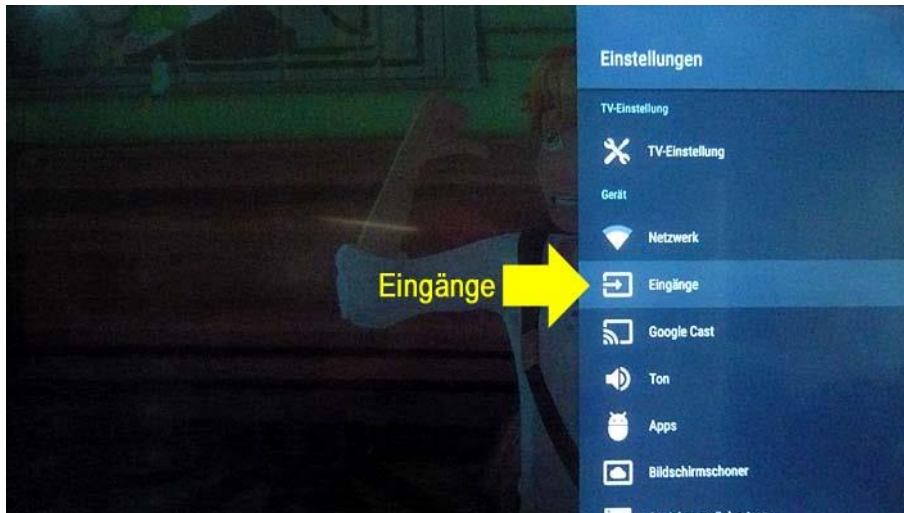 Einstellungen
TV-Einstellung
TV-Einstellung
Gerät
Netzwerk
Eingänge
Eingänge
Google Cast
Ton
Apps
Bildschirmschoner